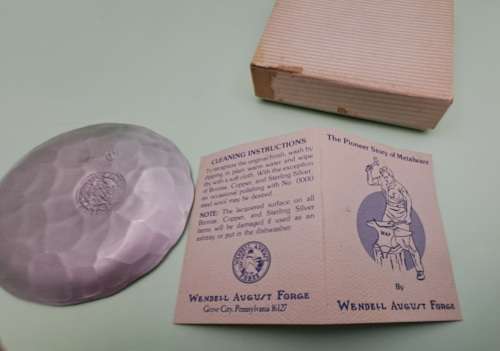 CLEANING INSTRUCTIONS
To recapture the original finish, wash by
dipping in plain warm water and wipe
dry with a soft cloth. With the exception
of Bronze, Copper, and Sterling Silver,
an occasional polishing with No. 0000
steel wool may be desired.
NOTE: The lacquered surface on all
Bronze, Copper, and Sterling Silver
items will be damaged if used as an
ashtray or put in the dishwasher.
WENDELL AUGUST
FORGE
WENDELL AUGUST FORGE
Grove City, Pennsylvania 16127
The Pioneer Story of Metalware
By
WENDELL AUGUST FORGE